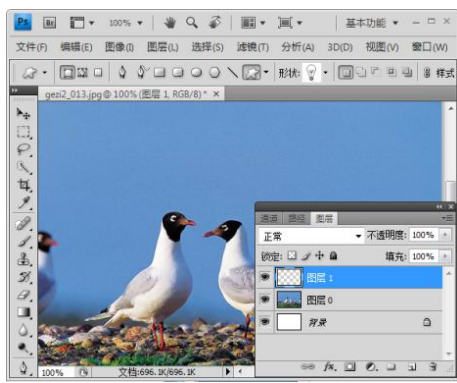 Ps Br 100% 基本功能
文件(F) 编辑(E) 图像(I) 图层(L) 选择(S) 滤镜(T) 分析(A) 3D(D) 视图(V) 窗口(W)
形状: 样式
gezi2_013.jpg @ 100% (图层 1, RGB/8) * ×
通道 路径 图层
正常 不透明度: 100%
锁定: 填充: 100%
图层 1
图层 0
背景
fx.
100% 文档:696.1K/696.1K